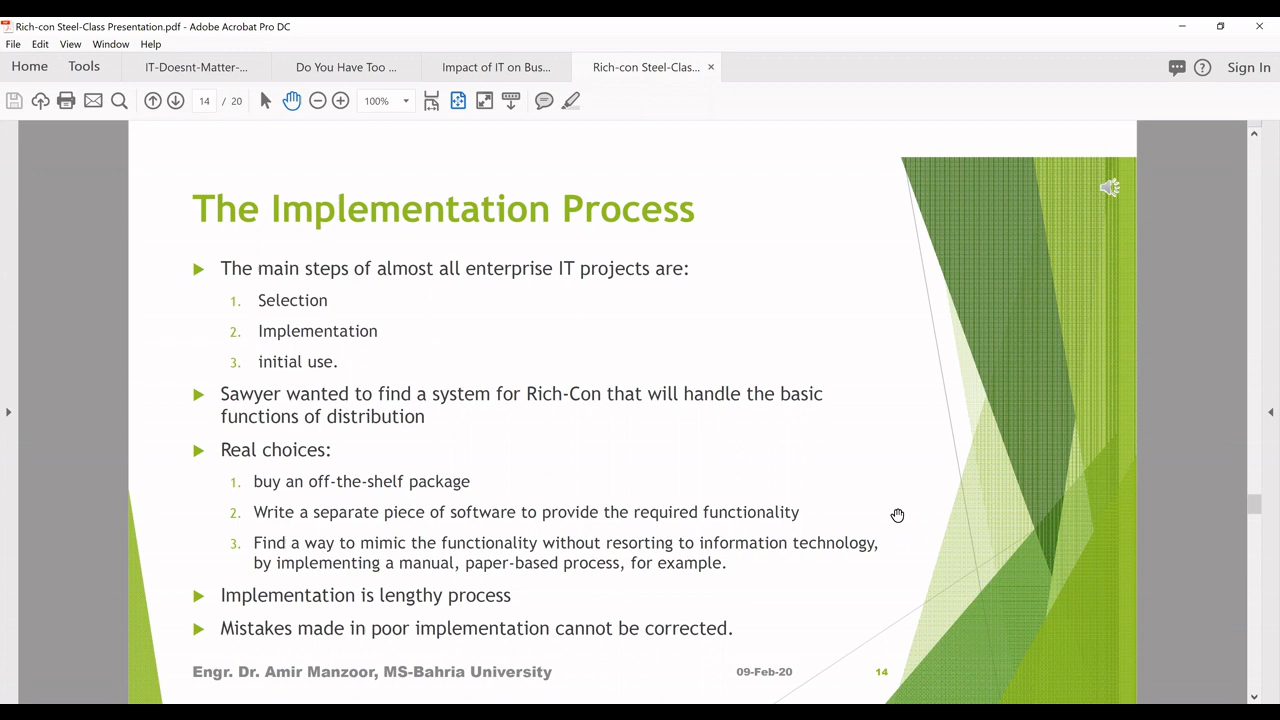 Rich-con Steel-Class Presentation.pdf - Adobe Acrobat Pro DC
File Edit View Window Help
Home Tools IT-Doesnt-Matter-... Do You Have Too ... Impact of IT on Bus... Rich-con Steel-Clas... × Sign In
14 / 20 100%
The Implementation Process
The main steps of almost all enterprise IT projects are:
1. Selection
2. Implementation
3. initial use.
Sawyer wanted to find a system for Rich-Con that will handle the basic
functions of distribution
Real choices:
1. buy an off-the-shelf package
2. Write a separate piece of software to provide the required functionality
3. Find a way to mimic the functionality without resorting to information technology,
by implementing a manual, paper-based process, for example.
Implementation is lengthy process
Mistakes made in poor implementation cannot be corrected.
Engr. Dr. Amir Manzoor, MS-Bahria University 09-Feb-20 14